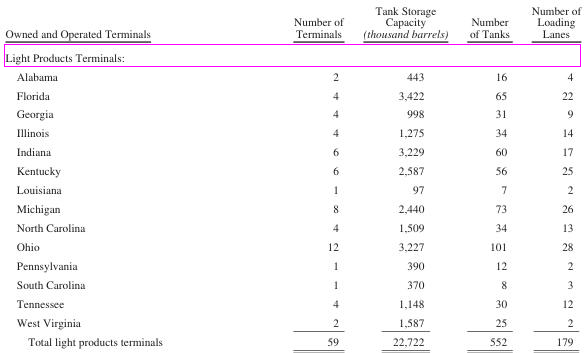 Owned and Operated Terminals Number of Terminals Tank Storage Capacity (thousand barrels) Number of Tanks Number of Loading Lanes
Light Products Terminals:
Alabama 2 443 16 4
Florida 4 3,422 65 22
Georgia 4 998 31 9
Illinois 4 1,275 34 14
Indiana 6 3,229 60 17
Kentucky 6 2,587 56 25
Louisiana 1 97 7 2
Michigan 8 2,440 73 26
North Carolina 4 1,509 34 13
Ohio 12 3,227 101 28
Pennsylvania 1 390 12 2
South Carolina 1 370 8 3
Tennessee 4 1,148 30 12
West Virginia 2 1,587 25 2
Total light products terminals 59 22,722 552 179